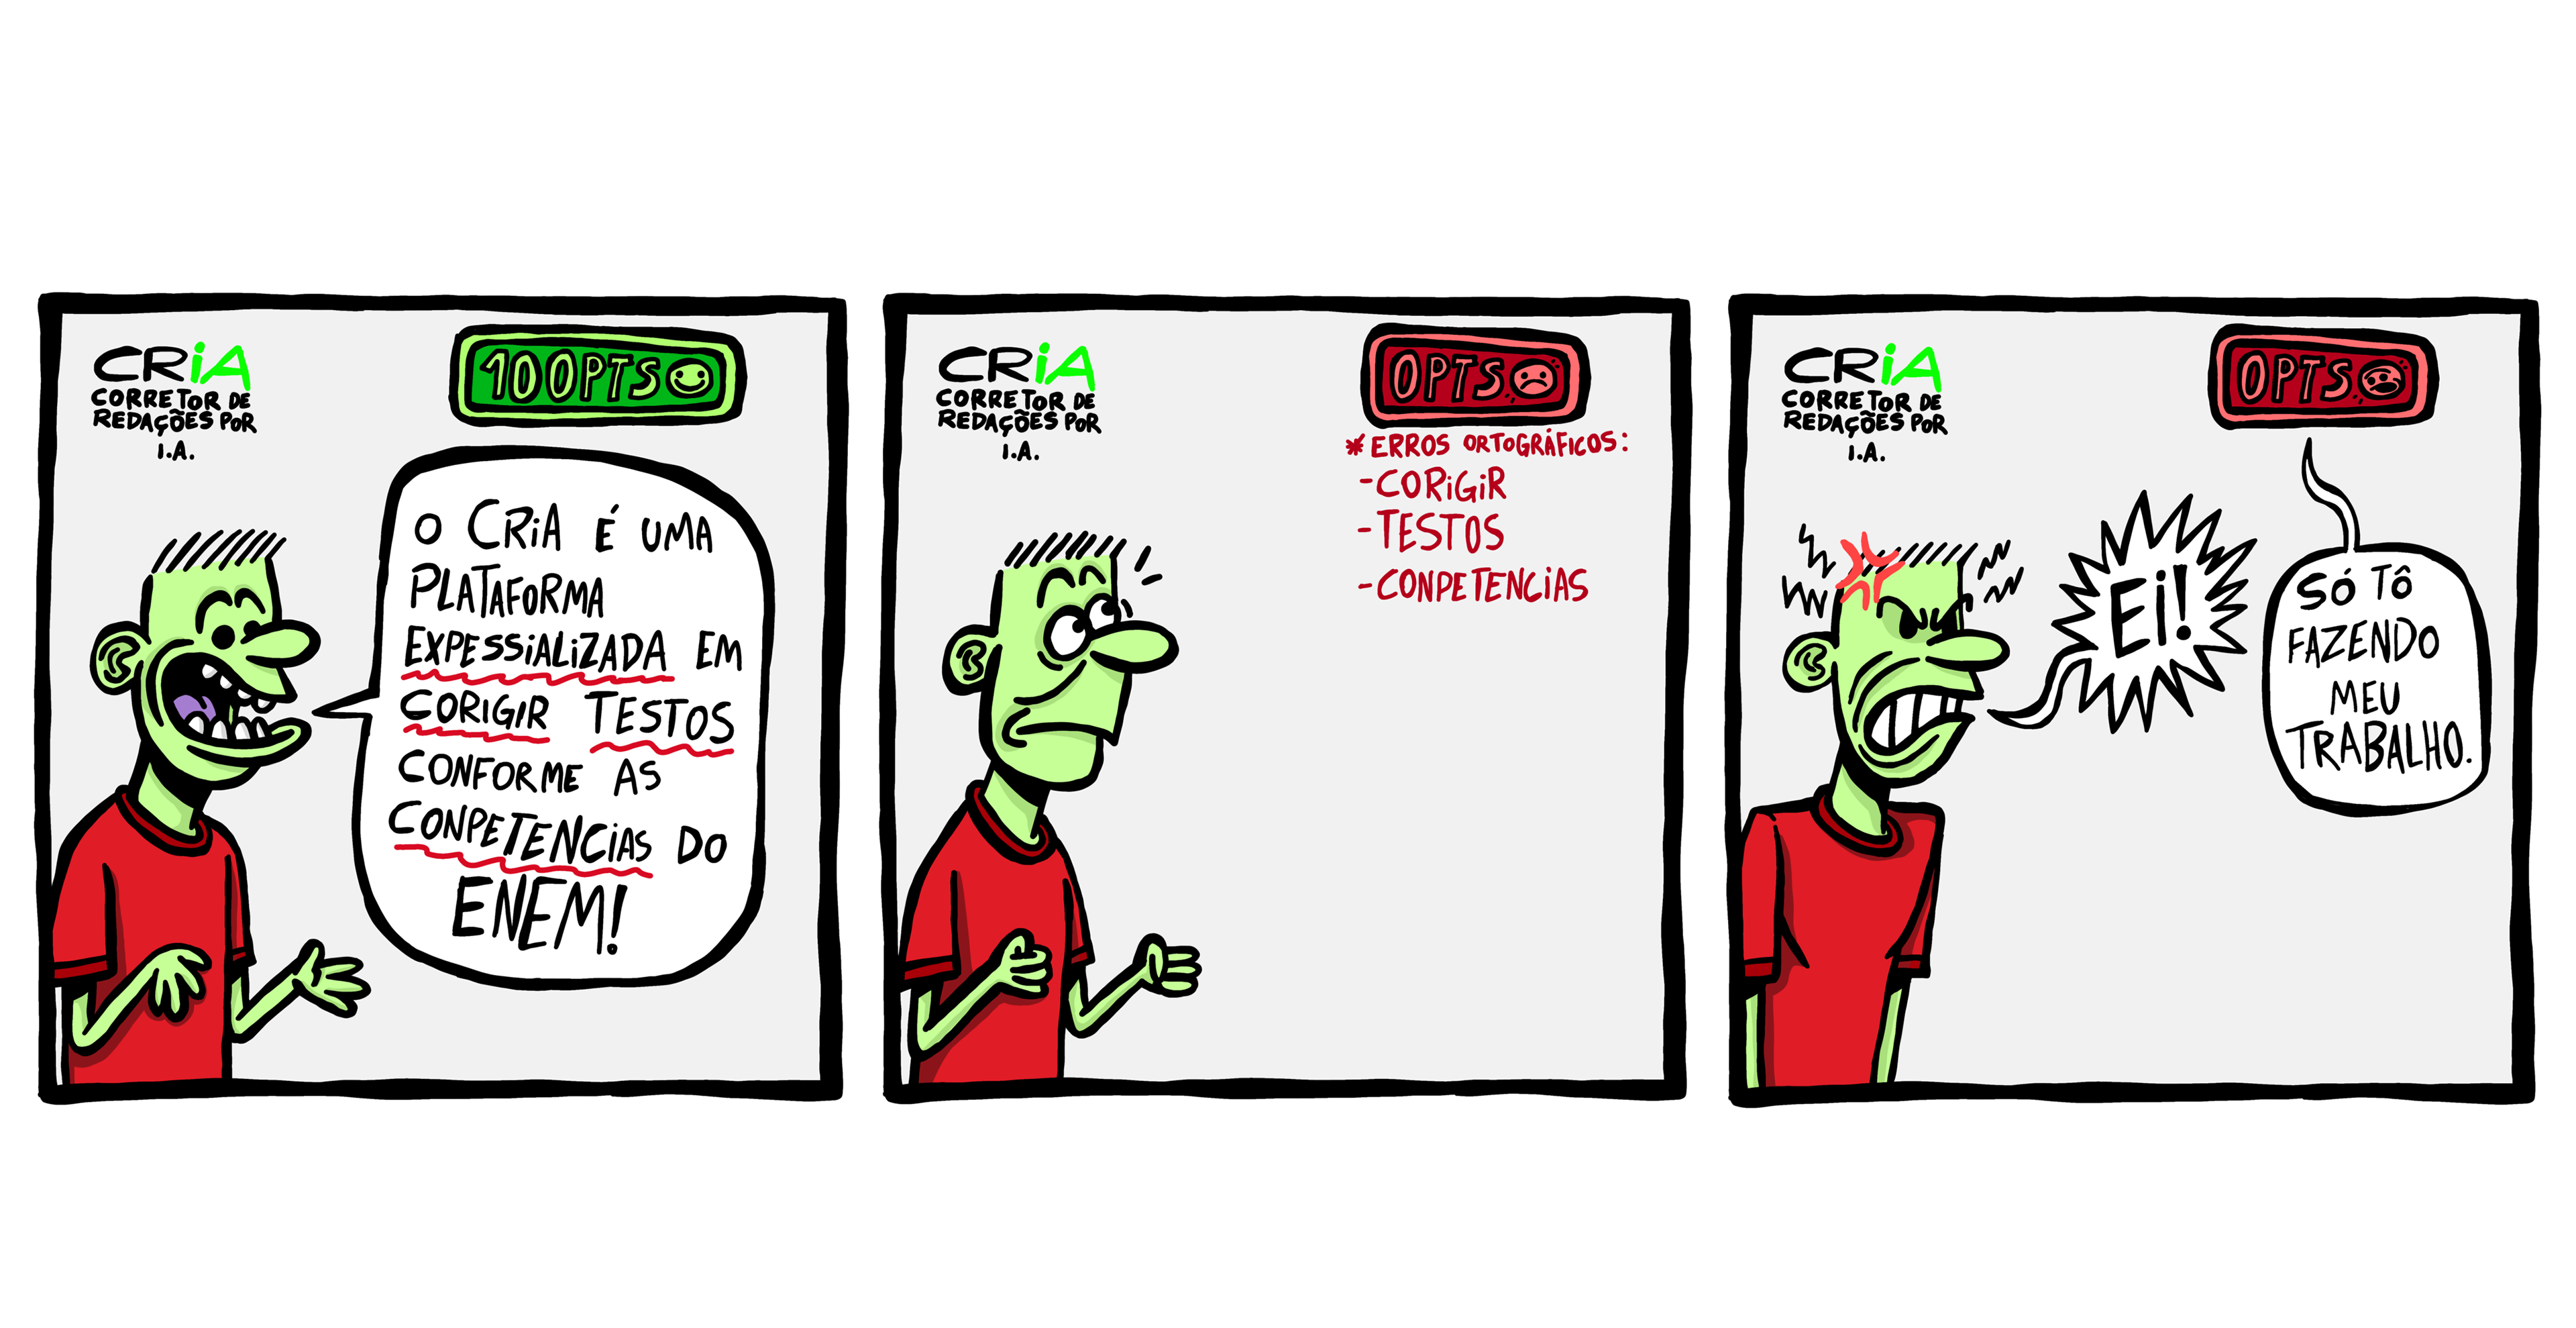 CRiA
CORRETOR DE
REDAÇÕES POR
I.A.
100PTS
O CRiA É UMA
PLATAFORMA
EXPESSIALIZADA EM
CORIGIR TESTOS
CONFORME AS
CONPETENCIAS DO
ENEM!
CRiA
CORRETOR DE
REDAÇÕES POR
I.A.
0PTS
* ERROS ORTOGRÁFICOS:
-CORIGIR
-TESTOS
-CONPETENCIAS
CRiA
CORRETOR DE
REDAÇÕES POR
I.A.
0PTS
Ei!
SÓ TÔ
FAZENDO
MEU
TRABALHO.